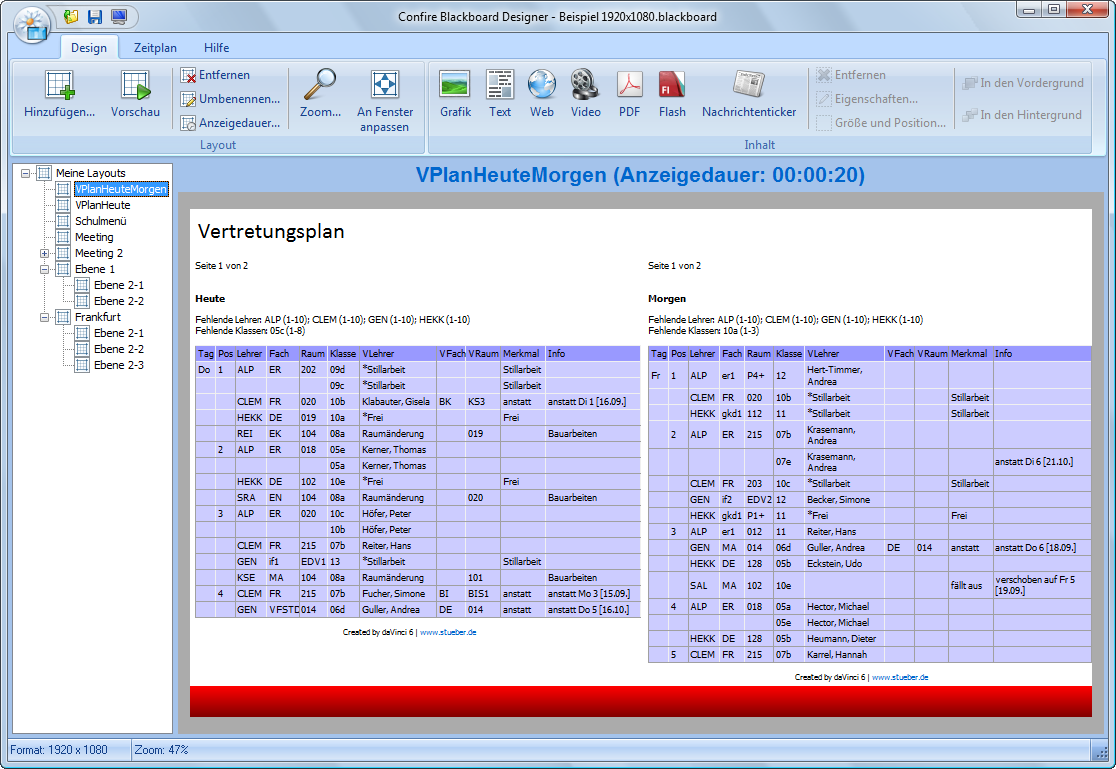 Confire Blackboard Designer - Beispiel 1920x1080.blackboard
Design Zeitplan Hilfe
Hinzufügen... Vorschau Entfernen Umbenennen... Anzeigedauer... Zoom... An Fenster anpassen
Layout
Grafik Text Web Video PDF Flash Nachrichtenticker Entfernen Eigenschaften... Größe und Position... In den Vordergrund In den Hintergrund
Inhalt
Meine Layouts
VPlanHeuteMorgen
VPlanHeute
Schulmenü
Meeting
Meeting 2
Ebene 1
Ebene 2-1
Ebene 2-2
Frankfurt
Ebene 2-1
Ebene 2-2
Ebene 2-3
VPlanHeuteMorgen (Anzeigedauer: 00:00:20)
Vertretungsplan
Seite 1 von 2
Heute
Fehlende Lehrer: ALP (1-10); CLEM (1-10); GEN (1-10); HEKK (1-10)
Fehlende Klassen: 05c (1-8)
Tag Pos Lehrer Fach Raum Klasse VLehrer VFach VRaum Merkmal Info
Do 1 ALP ER 202 09d *Stillarbeit Stillarbeit
09c *Stillarbeit Stillarbeit
CLEM FR 020 10b Klabauter, Gisela BK KS3 anstatt anstatt Di 1 [16.09.]
HEKK DE 019 10a *Frei Frei
REI EK 104 08a Raumänderung 019 Bauarbeiten
2 ALP ER 018 05e Kerner, Thomas
05a Kerner, Thomas
HEKK DE 102 10e *Frei Frei
SRA EN 104 08a Raumänderung 020 Bauarbeiten
3 ALP ER 020 10c Höfer, Peter
10b Höfer, Peter
CLEM FR 215 07b Reiter, Hans
GEN if1 EDV1 13 *Stillarbeit Stillarbeit
KSE MA 104 08a Raumänderung 101 Bauarbeiten
4 CLEM FR 215 07b Fucher, Simone BI BIS1 anstatt anstatt Mo 3 [15.09.]
GEN VFSTD 014 06d Guller, Andrea DE 014 anstatt anstatt Do 5 [16.10.]
Created by daVinci 6 | www.stueber.de
Seite 1 von 2
Morgen
Fehlende Lehrer: ALP (1-10); CLEM (1-10); GEN (1-10); HEKK (1-10)
Fehlende Klassen: 10a (1-3)
Tag Pos Lehrer Fach Raum Klasse VLehrer VFach VRaum Merkmal Info
Fr 1 ALP er1 P4+ 12 Hert-Timmer, Andrea
CLEM FR 020 10b *Stillarbeit Stillarbeit
HEKK gkd1 112 11 *Stillarbeit Stillarbeit
2 ALP ER 215 07b Krasemann, Andrea
07e Krasemann, Andrea anstatt Di 6 [21.10.]
CLEM FR 203 10c *Stillarbeit Stillarbeit
GEN if2 EDV2 12 Becker, Simone
HEKK gkd1 P1+ 11 *Frei Frei
3 ALP er1 012 11 Reiter, Hans
GEN MA 014 06d Guller, Andrea DE 014 anstatt anstatt Do 6 [18.09.]
HEKK DE 128 05b Eckstein, Udo
SAL MA 102 10e fällt aus verschoben auf Fr 5 [19.09.]
4 ALP ER 018 05a Hector, Michael
05e Hector, Michael
HEKK DE 128 05b Heumann, Dieter
5 CLEM FR 215 07b Karrel, Hannah
Created by daVinci 6 | www.stueber.de
Format: 1920 x 1080 Zoom: 47%